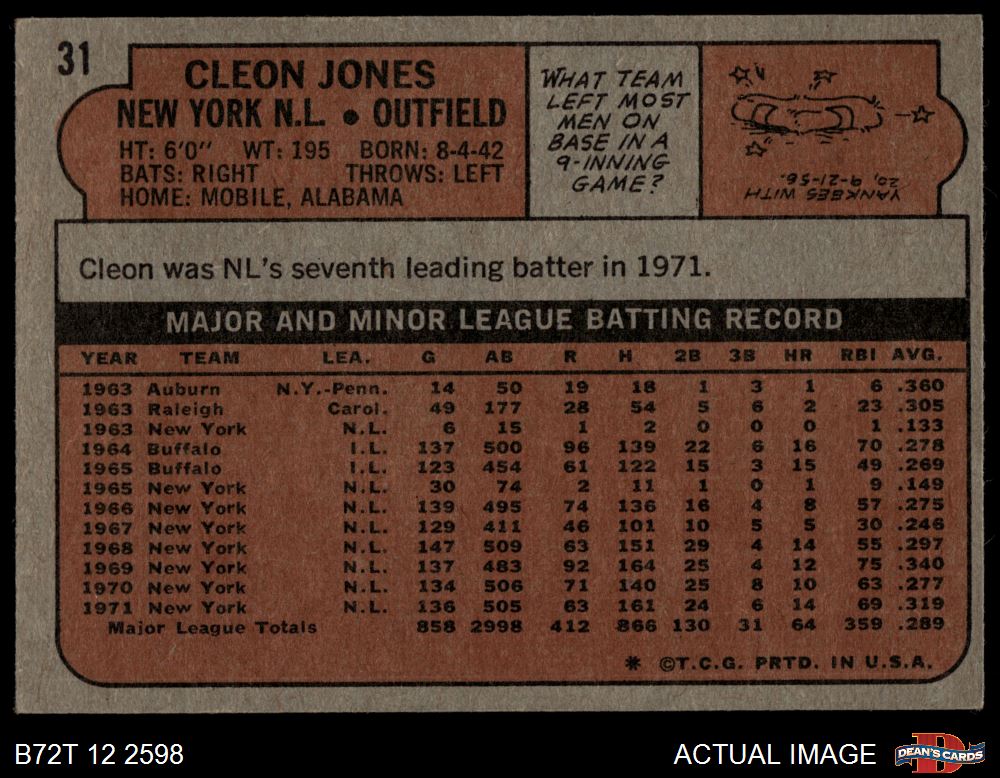 31
CLEON JONES
NEW YORK N.L. • OUTFIELD
HT: 6'0" WT: 195 BORN: 8-4-42
BATS: RIGHT THROWS: LEFT
HOME: MOBILE, ALABAMA
WHAT TEAM
LEFT MOST
MEN ON
BASE IN A
9-INNING
GAME?
YANKEES WITH
20, 9-21-56.
Cleon was NL's seventh leading batter in 1971.
MAJOR AND MINOR LEAGUE BATTING RECORD
YEAR TEAM LEA. G AB R H 2B 3B HR RBI AVG.
1963 Auburn N.Y.-Penn. 14 50 19 18 1 3 1 6 .360
1963 Raleigh Carol. 49 177 28 54 5 6 2 23 .305
1963 New York N.L. 6 15 1 2 0 0 0 1 .133
1964 Buffalo I.L. 137 500 96 139 22 6 16 70 .278
1965 Buffalo I.L. 123 454 61 122 15 3 15 49 .269
1965 New York N.L. 30 74 2 11 1 0 1 9 .149
1966 New York N.L. 139 495 74 136 16 4 8 57 .275
1967 New York N.L. 129 411 46 101 10 5 5 30 .246
1968 New York N.L. 147 509 63 151 29 4 14 55 .297
1969 New York N.L. 137 483 92 164 25 4 12 75 .340
1970 New York N.L. 134 506 71 140 25 8 10 63 .277
1971 New York N.L. 136 505 63 161 24 6 14 69 .319
Major League Totals 858 2998 412 866 130 31 64 359 .289
* ©T.C.G. PRTD. IN U.S.A.
B72T 12 2598
ACTUAL IMAGE
DEAN'S CARDS